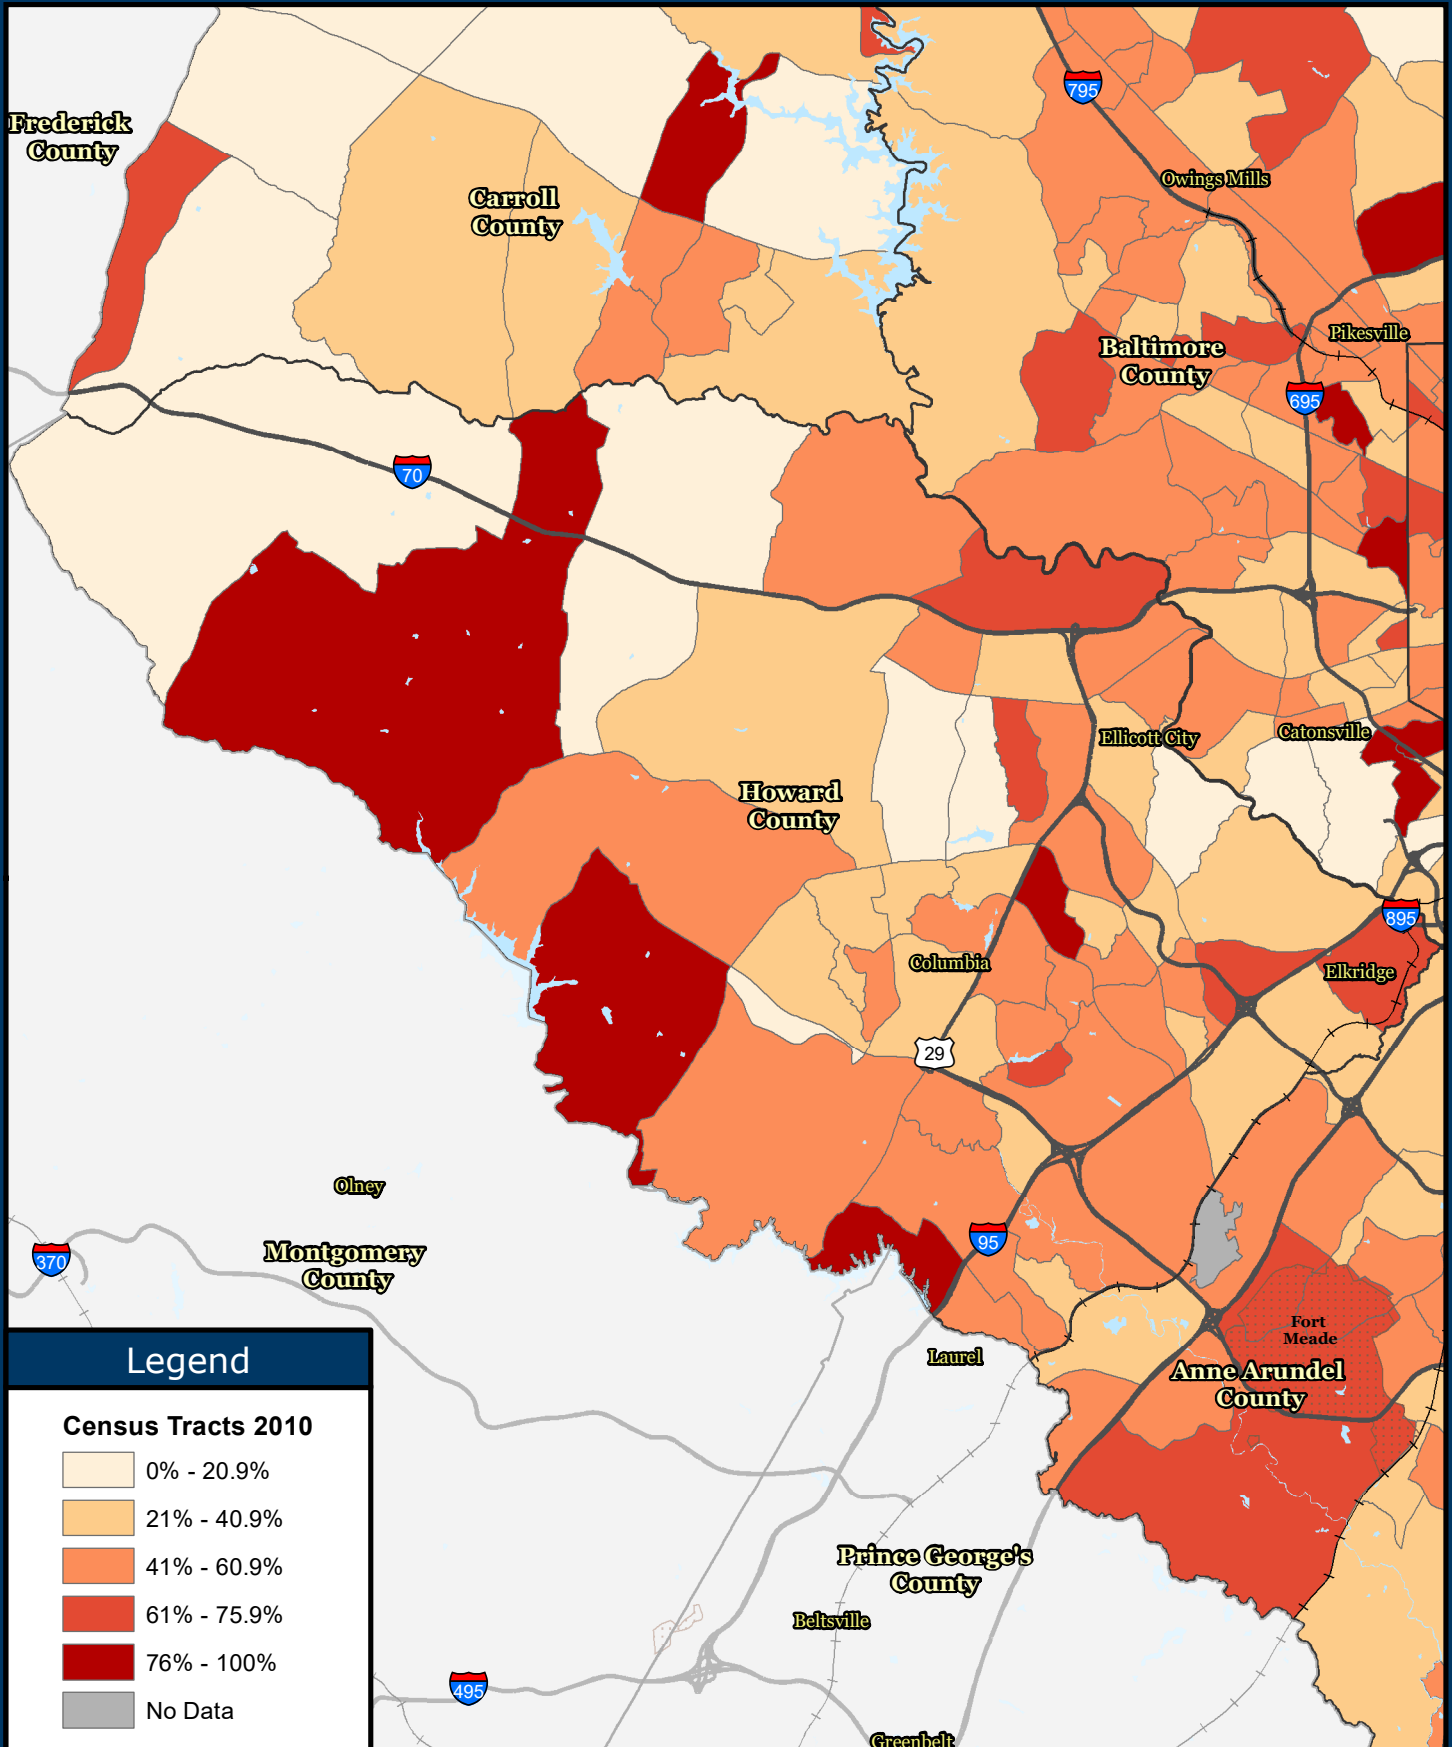 795
Frederick
County
Owings Mills
Carroll
County
Pikesville
Baltimore
County
695
70
Ellicott City
Catonsville
Howard
County
895
Columbia
Elkridge
29
Olney
95
Montgomery
County
370
Fort
Meade
Laurel
Anne Arundel
County
Legend
Census Tracts 2010
0% - 20.9%
21% - 40.9%
41% - 60.9%
61% - 75.9%
76% - 100%
No Data
Prince George's
County
Beltsville
495
Greenbelt